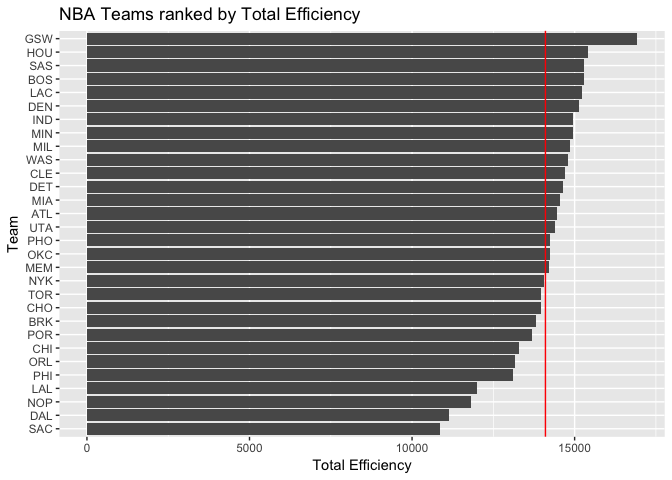 NBA Teams ranked by Total Efficiency
GSW
HOU
SAS
BOS
LAC
DEN
IND
MIN
MIL
WAS
CLE
DET
MIA
ATL
UTA
PHO
OKC
MEM
NYK
TOR
CHO
BRK
POR
CHI
ORL
PHI
LAL
NOP
DAL
SAC
Team
0 5000 10000 15000
Total Efficiency